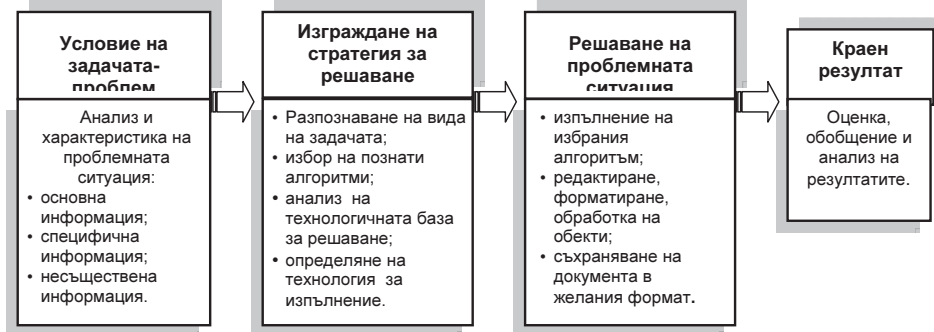 Условие на
задачата-
проблем
Анализ и
характеристика на
проблемната
ситуация:
• основна
информация;
• специфична
информация;
• несъществена
информация.
Изграждане на
стратегия за
решаване
• Разпознаване на вида
на задачата;
• избор на познати
алгоритми;
• анализ на
технологичната база
за решаване;
• определяне на
технология за
изпълнение.
Решаване на
проблемната
ситуация
• изпълнение на
избрания
алгоритъм;
• редактиране,
форматиране,
обработка на
обекти;
• съхраняване на
документа в
желания формат.
Краен
резултат
Оценка,
обобщение и
анализ на
резултатите.